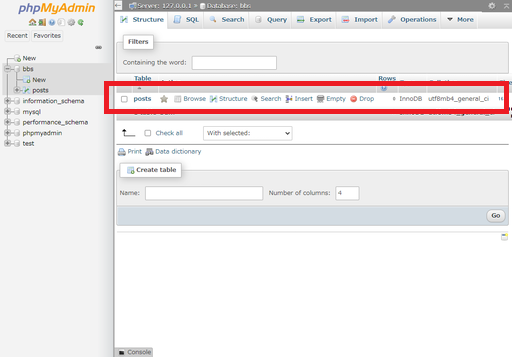 phpMyAdmin
Recent Favorites
New
bbs
New
posts
information_schema
mysql
performance_schema
phpmyadmin
test
Server: 127.0.0.1 » Database: bbs
Structure SQL Search Query Export Import Operations More
Filters
Containing the word:
Table
Rows
posts Browse Structure Search Insert Empty Drop InnoDB utf8mb4_general_ci
Check all With selected:
Print Data dictionary
Create table
Name: Number of columns: 4
Go
Console